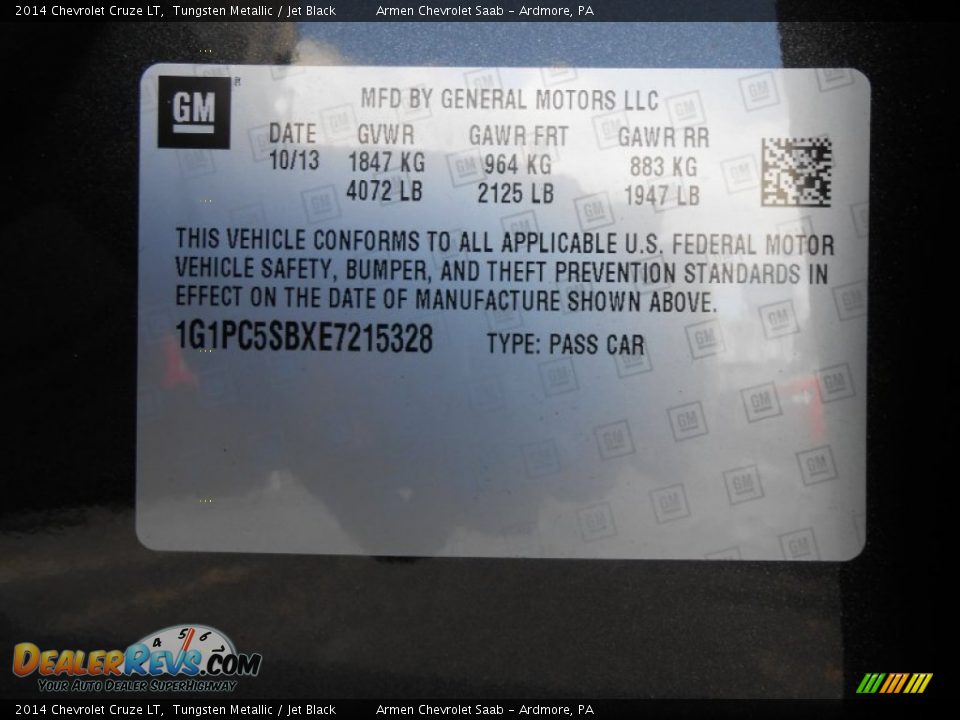 2014 Chevrolet Cruze LT, Tungsten Metallic / Jet Black Armen Chevrolet Saab - Ardmore, PA
GM ®
MFD BY GENERAL MOTORS LLC
DATE GVWR GAWR FRT GAWR RR
10/13 1847 KG 964 KG 883 KG
4072 LB 2125 LB 1947 LB
THIS VEHICLE CONFORMS TO ALL APPLICABLE U.S. FEDERAL MOTOR
VEHICLE SAFETY, BUMPER, AND THEFT PREVENTION STANDARDS IN
EFFECT ON THE DATE OF MANUFACTURE SHOWN ABOVE.
1G1PC5SBXE7215328 TYPE: PASS CAR
4 5 6
DEALERREVS.COM
YOUR AUTO DEALER SUPERHIGHWAY
2014 Chevrolet Cruze LT, Tungsten Metallic / Jet Black Armen Chevrolet Saab - Ardmore, PA